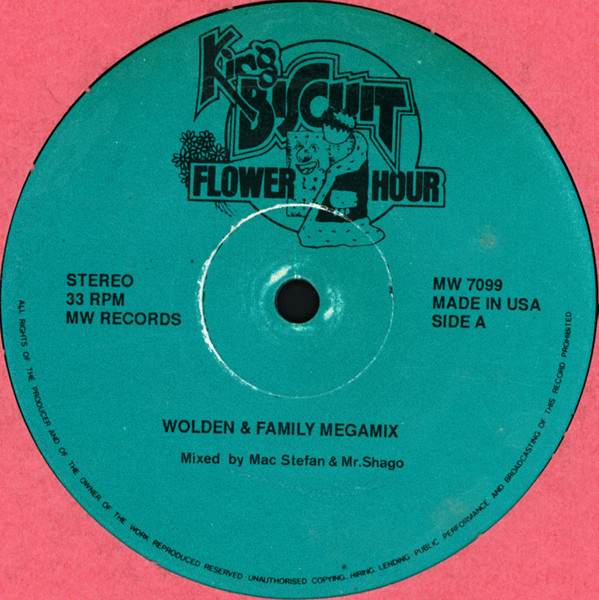 King
BISCUIT
FLOWER HOUR
STEREO
33 RPM
MW RECORDS
MW 7099
MADE IN USA
SIDE A
WOLDEN & FAMILY MEGAMIX
Mixed by Mac Stefan & Mr.Shago
ALL RIGHTS OF THE PRODUCER AND OF THE OWNER OF THE WORK REPRODUCED RESERVED UNAUTHORISED COPYING, HIRING, LENDING PUBLIC PERFORMANCE AND BROADCASTING OF THIS RECORD PROHIBITED